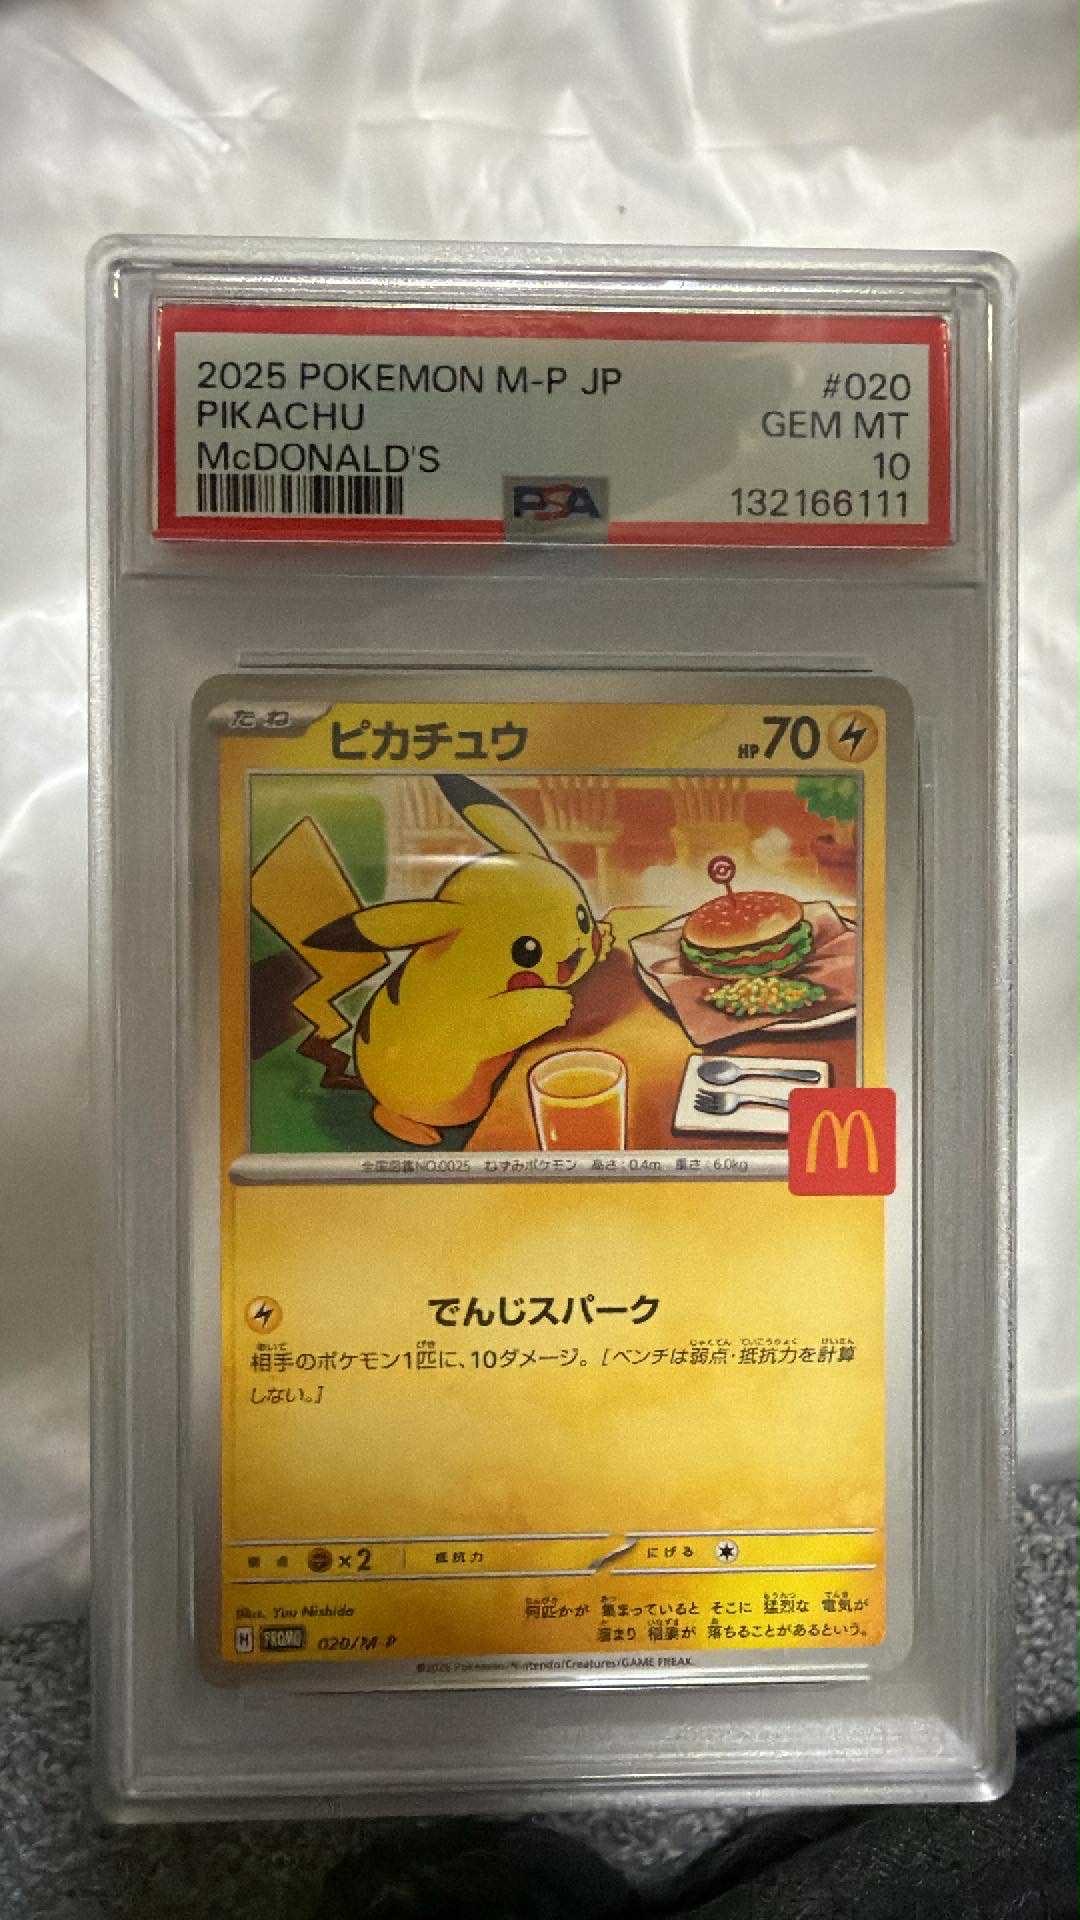 2025 POKEMON M-P JP
#020
PIKACHU
GEM MT
McDONALD'S
10
PSA
132166111
たね
ピカチュウ
HP70
M
全国図鑑NO.0025 ねずみポケモン 高さ:0.4m 重さ:6.0kg
でんじスパーク
相手のポケモン1匹に、10ダメージ。[ベンチは弱点・抵抗力を計算
しない。]
弱点 ×2 抵抗力 にげる
Illus. Yuu Nishida
何匹かが 集まっていると そこに 猛烈な 電気が
溜まり 稲妻が 落ちることがあるという。
H PROMO 020/M-P
Pokémon/Nintendo/Creatures/GAME FREAK